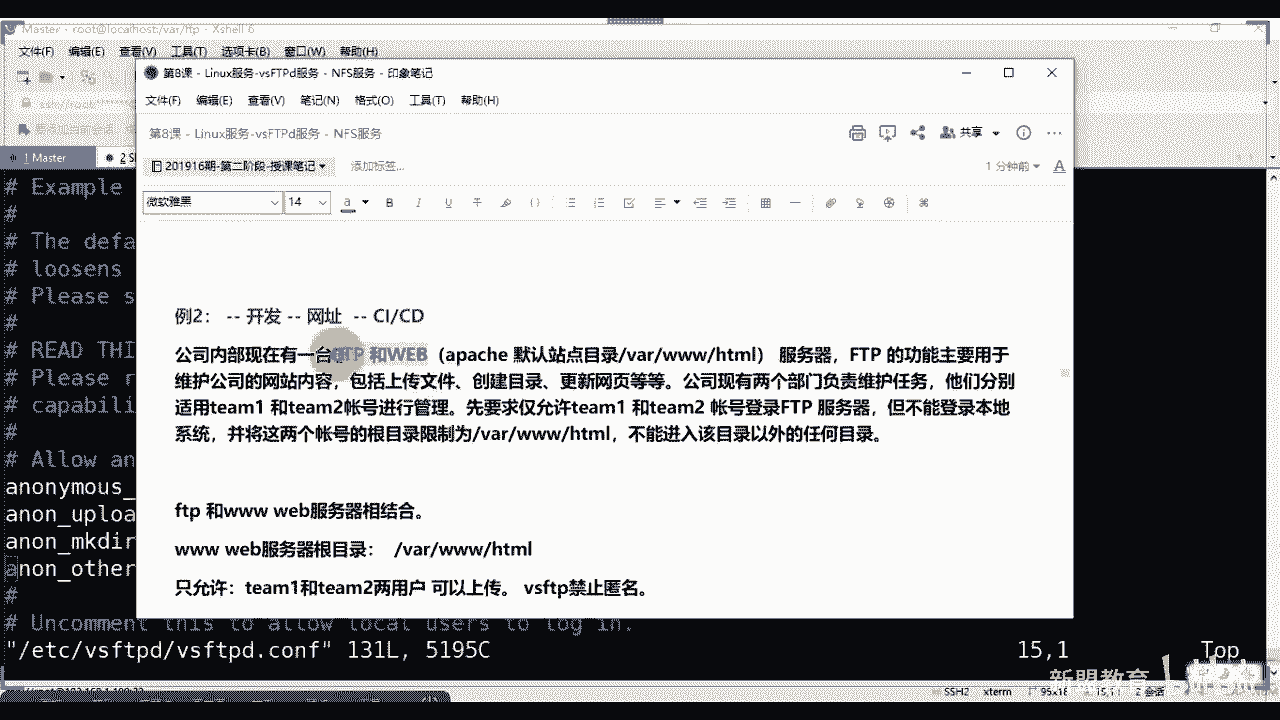 Master - root@localhost:/var/ftp - Xshell 6
文件(F) 编辑(E) 查看(V) 工具(T) 选项卡(B) 窗口(W) 帮助(H)
第8课 - Linux服务-vsFTPd服务 - NFS服务 - 印象笔记
文件(F) 编辑(E) 查看(V) 笔记(N) 格式(O) 工具(T) 帮助(H)
第8课 - Linux服务-vsFTPd服务 - NFS服务
共享
1 Master
201916期-第二阶段-授课笔记
添加标签...
1 分钟前
微软雅黑 14
例2： -- 开发 -- 网址 -- CI/CD
公司内部现在有一台FTP 和WEB（apache 默认站点目录/var/www/html） 服务器，FTP 的功能主要用于
维护公司的网站内容，包括上传文件、创建目录、更新网页等等。公司现有两个部门负责维护任务，他们分别
适用team1 和team2帐号进行管理。先要求仅允许team1 和team2 帐号登录FTP 服务器，但不能登录本地
系统，并将这两个帐号的根目录限制为/var/www/html，不能进入该目录以外的任何目录。
ftp 和www web服务器相结合。
www web服务器根目录： /var/www/html
只允许：team1和team2两用户 可以上传。 vsftp禁止匿名。
# Example
#
# The defa
# loosens
# Please s
#
# READ THI
# Please r
# capabili
#
# Allow an
anonymous_
anon_uploa
anon_mkdir
anon_other
#
# Uncomment this to allow local users to log in.
"/etc/vsftpd/vsftpd.conf" 131L, 5195C 15,1 Top
新盟教育
SSH2 xterm